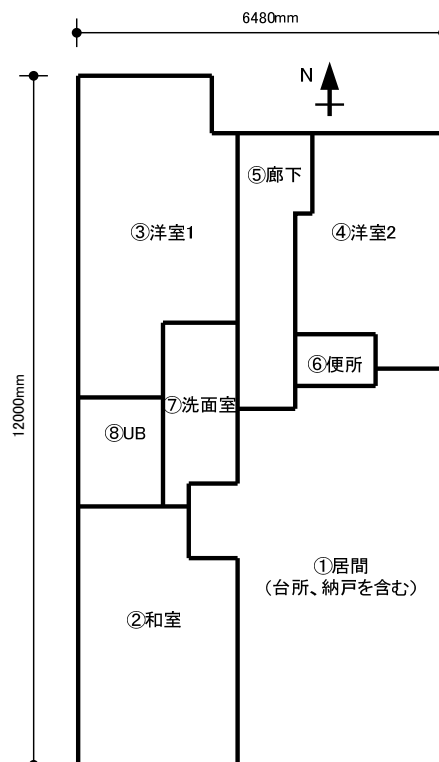 6480mm
N
⑤廊下
③洋室1
④洋室2
⑥便所
12000mm
⑦洗面室
⑧UB
①居間
（台所、納戸を含む）
②和室